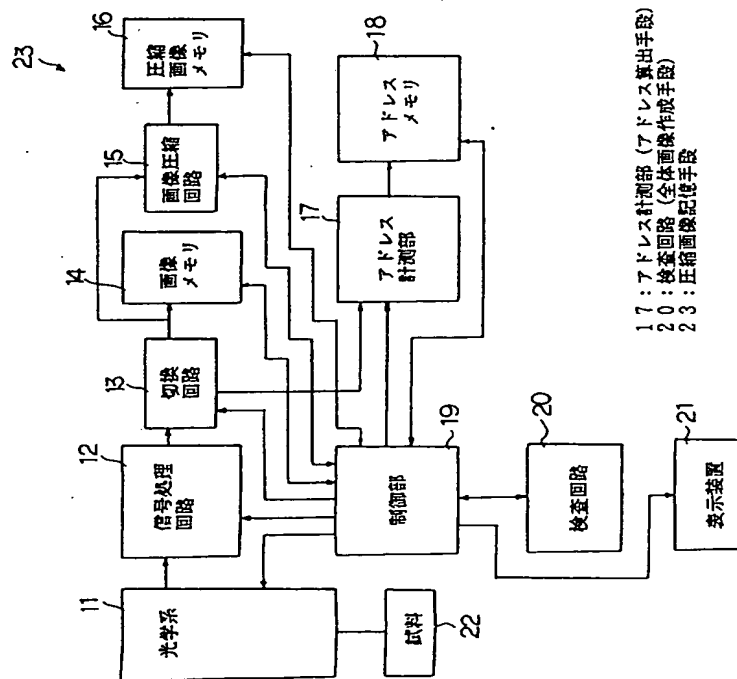 23
11
光学系
12
信号処理
回路
13
切換
回路
14
画像
メモリ
15
画像圧縮
回路
16
圧縮
画像
メモリ
17
アドレス
計測部
18
アドレス
メモリ
19
制御部
20
検査回路
21
表示装置
試料
22
17：アドレス計測部（アドレス算出手段）
20：検査回路（全体画像作成手段）
23：圧縮画像記憶手段